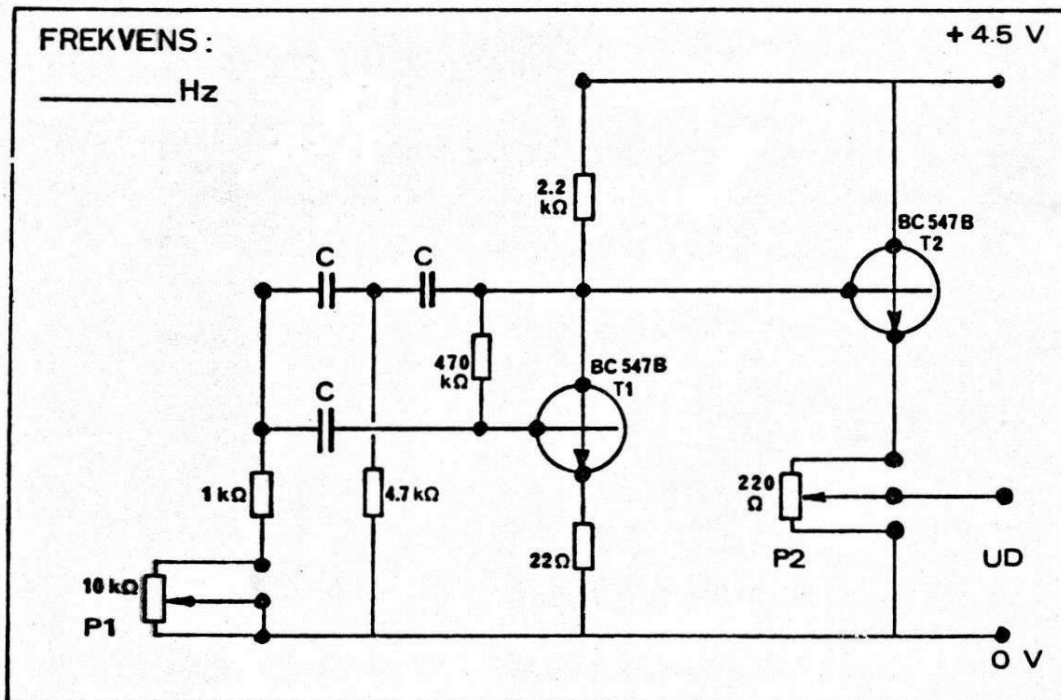 FREKVENS:
+ 4.5 V
________Hz
2.2
kΩ
BC 547B
T2
C
C
470
kΩ
BC 547B
T1
C
1 kΩ
4.7 kΩ
220
Ω
22Ω
P2
UD
10 kΩ
P1
0 V